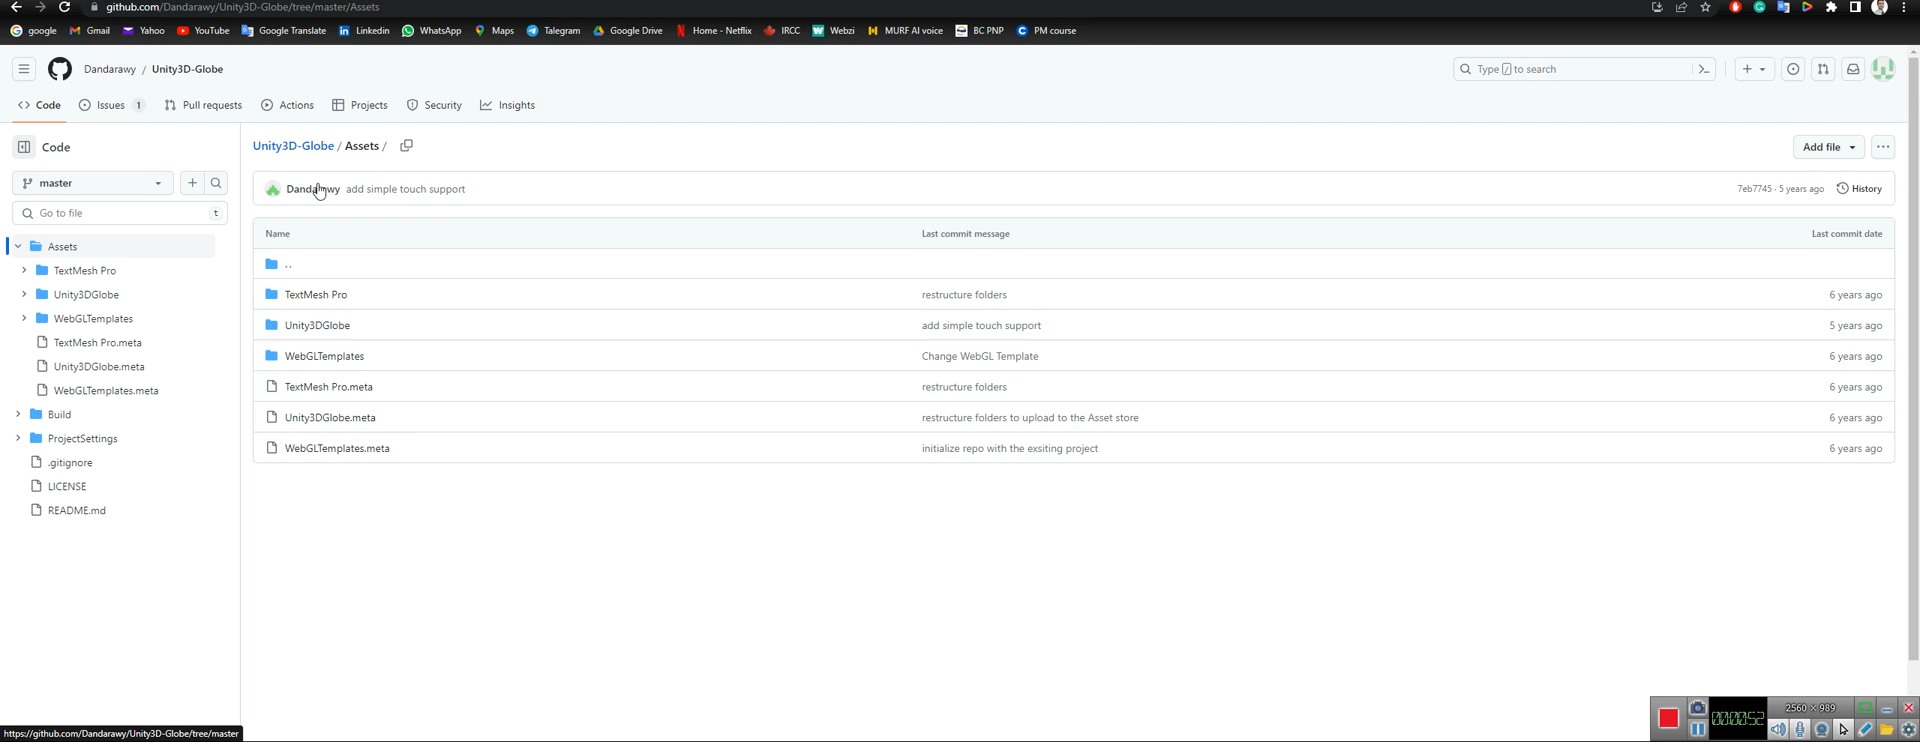 github.com/Dandarawy/Unity3D-Globe/tree/master/Assets
google Gmail Yahoo YouTube Google Translate Linkedin WhatsApp Maps Talegram Google Drive Home - Netflix IRCC Webzi MURF AI voice BC PNP PM course
Dandarawy / Unity3D-Globe
Type / to search
Code Issues 1 Pull requests Actions Projects Security Insights
Code
Unity3D-Globe / Assets /
Add file
master
Dandarawy add simple touch support
7eb7745 · 5 years ago History
Go to file t
Name Last commit message Last commit date
Assets
..
TextMesh Pro
Unity3DGlobe
WebGLTemplates
TextMesh Pro.meta
Unity3DGlobe.meta
WebGLTemplates.meta
Build
ProjectSettings
.gitignore
LICENSE
README.md
TextMesh Pro restructure folders 6 years ago
Unity3DGlobe add simple touch support 5 years ago
WebGLTemplates Change WebGL Template 6 years ago
TextMesh Pro.meta restructure folders 6 years ago
Unity3DGlobe.meta restructure folders to upload to the Asset store 6 years ago
WebGLTemplates.meta initialize repo with the exsiting project 6 years ago
2560 × 989
00:00:52
https://github.com/Dandarawy/Unity3D-Globe/tree/master